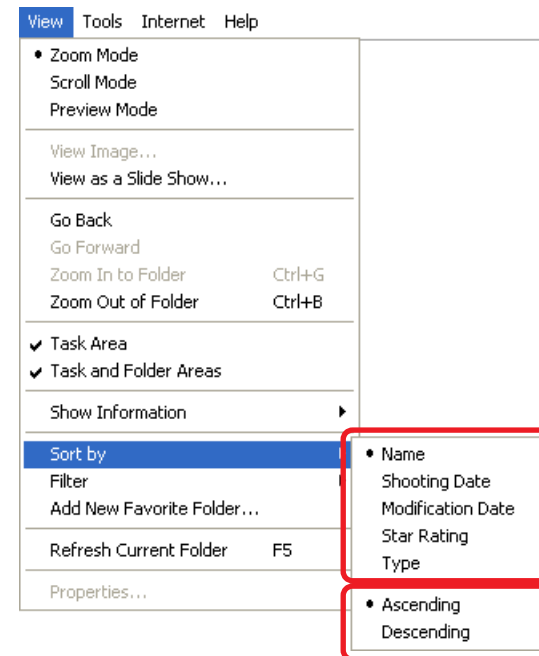 View Tools Internet Help
• Zoom Mode
Scroll Mode
Preview Mode
View Image...
View as a Slide Show...
Go Back
Go Forward
Zoom In to Folder Ctrl+G
Zoom Out of Folder Ctrl+B
✓ Task Area
✓ Task and Folder Areas
Show Information
Sort by
Filter
Add New Favorite Folder...
Refresh Current Folder F5
Properties...
• Name
Shooting Date
Modification Date
Star Rating
Type
• Ascending
Descending